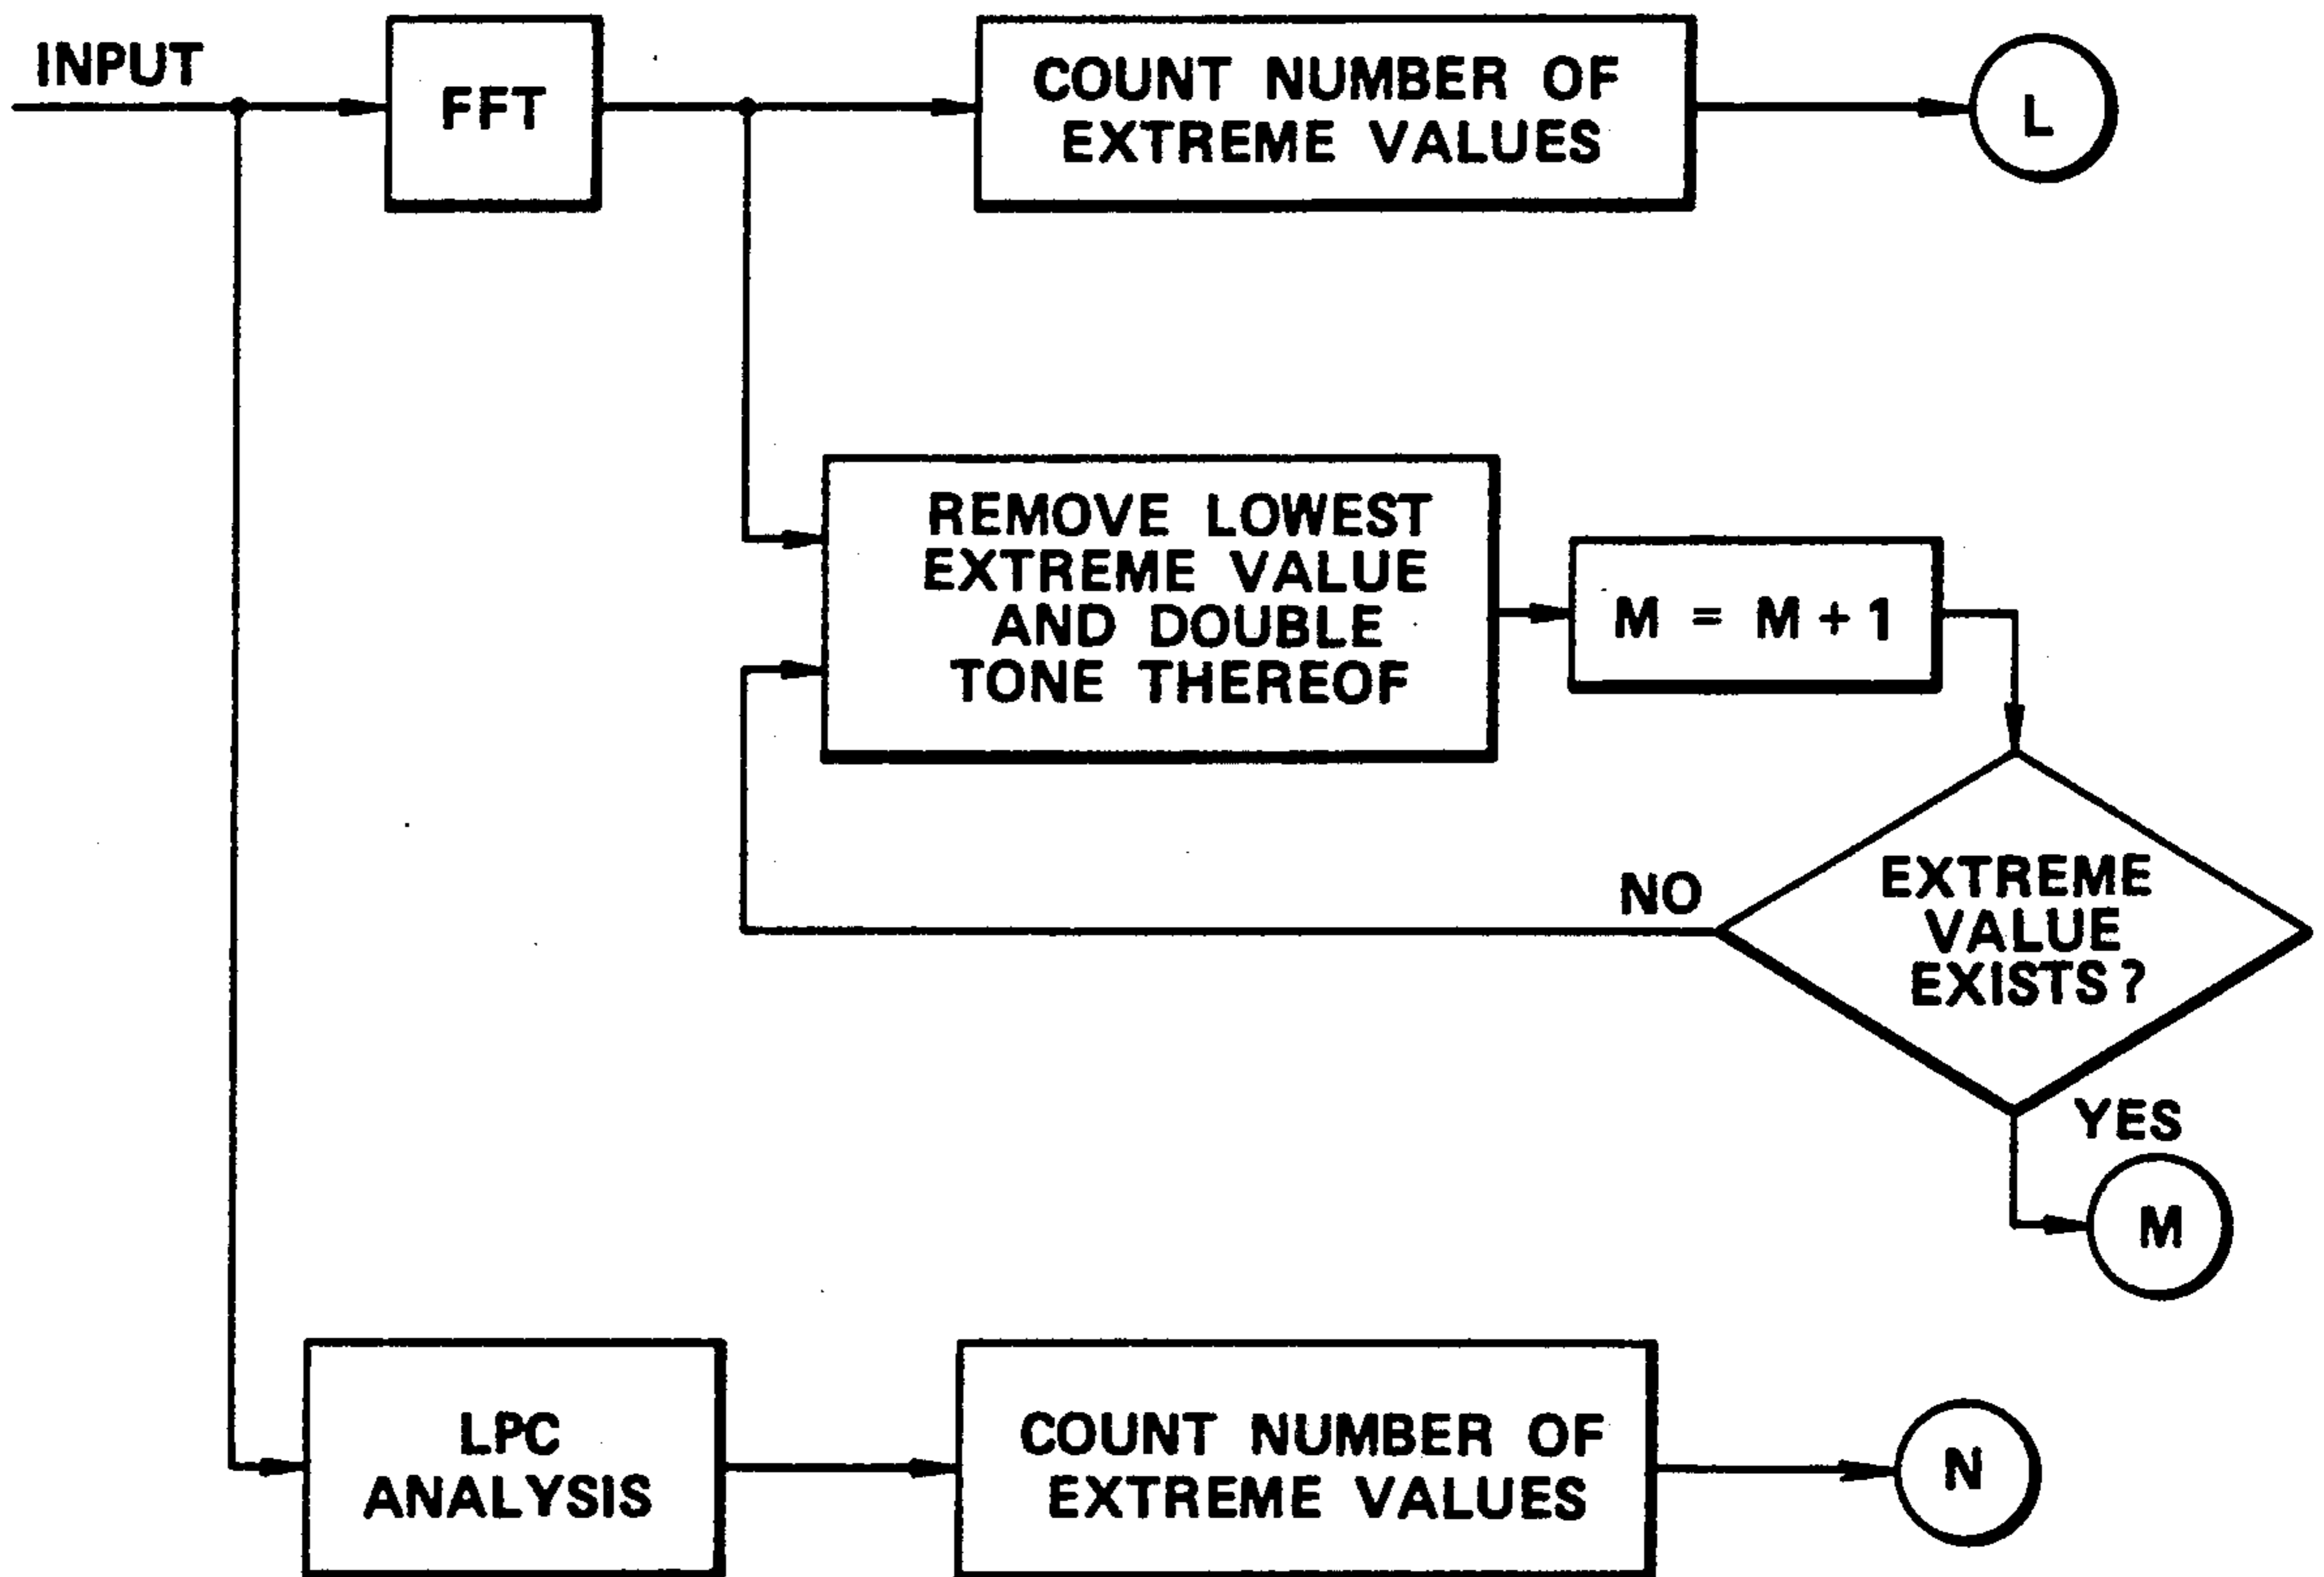 INPUT
FFT
COUNT NUMBER OF
EXTREME VALUES
L
REMOVE LOWEST
EXTREME VALUE
AND DOUBLE
TONE THEREOF
M = M + 1
EXTREME
VALUE
EXISTS?
NO
YES
M
LPC
ANALYSIS
COUNT NUMBER OF
EXTREME VALUES
N